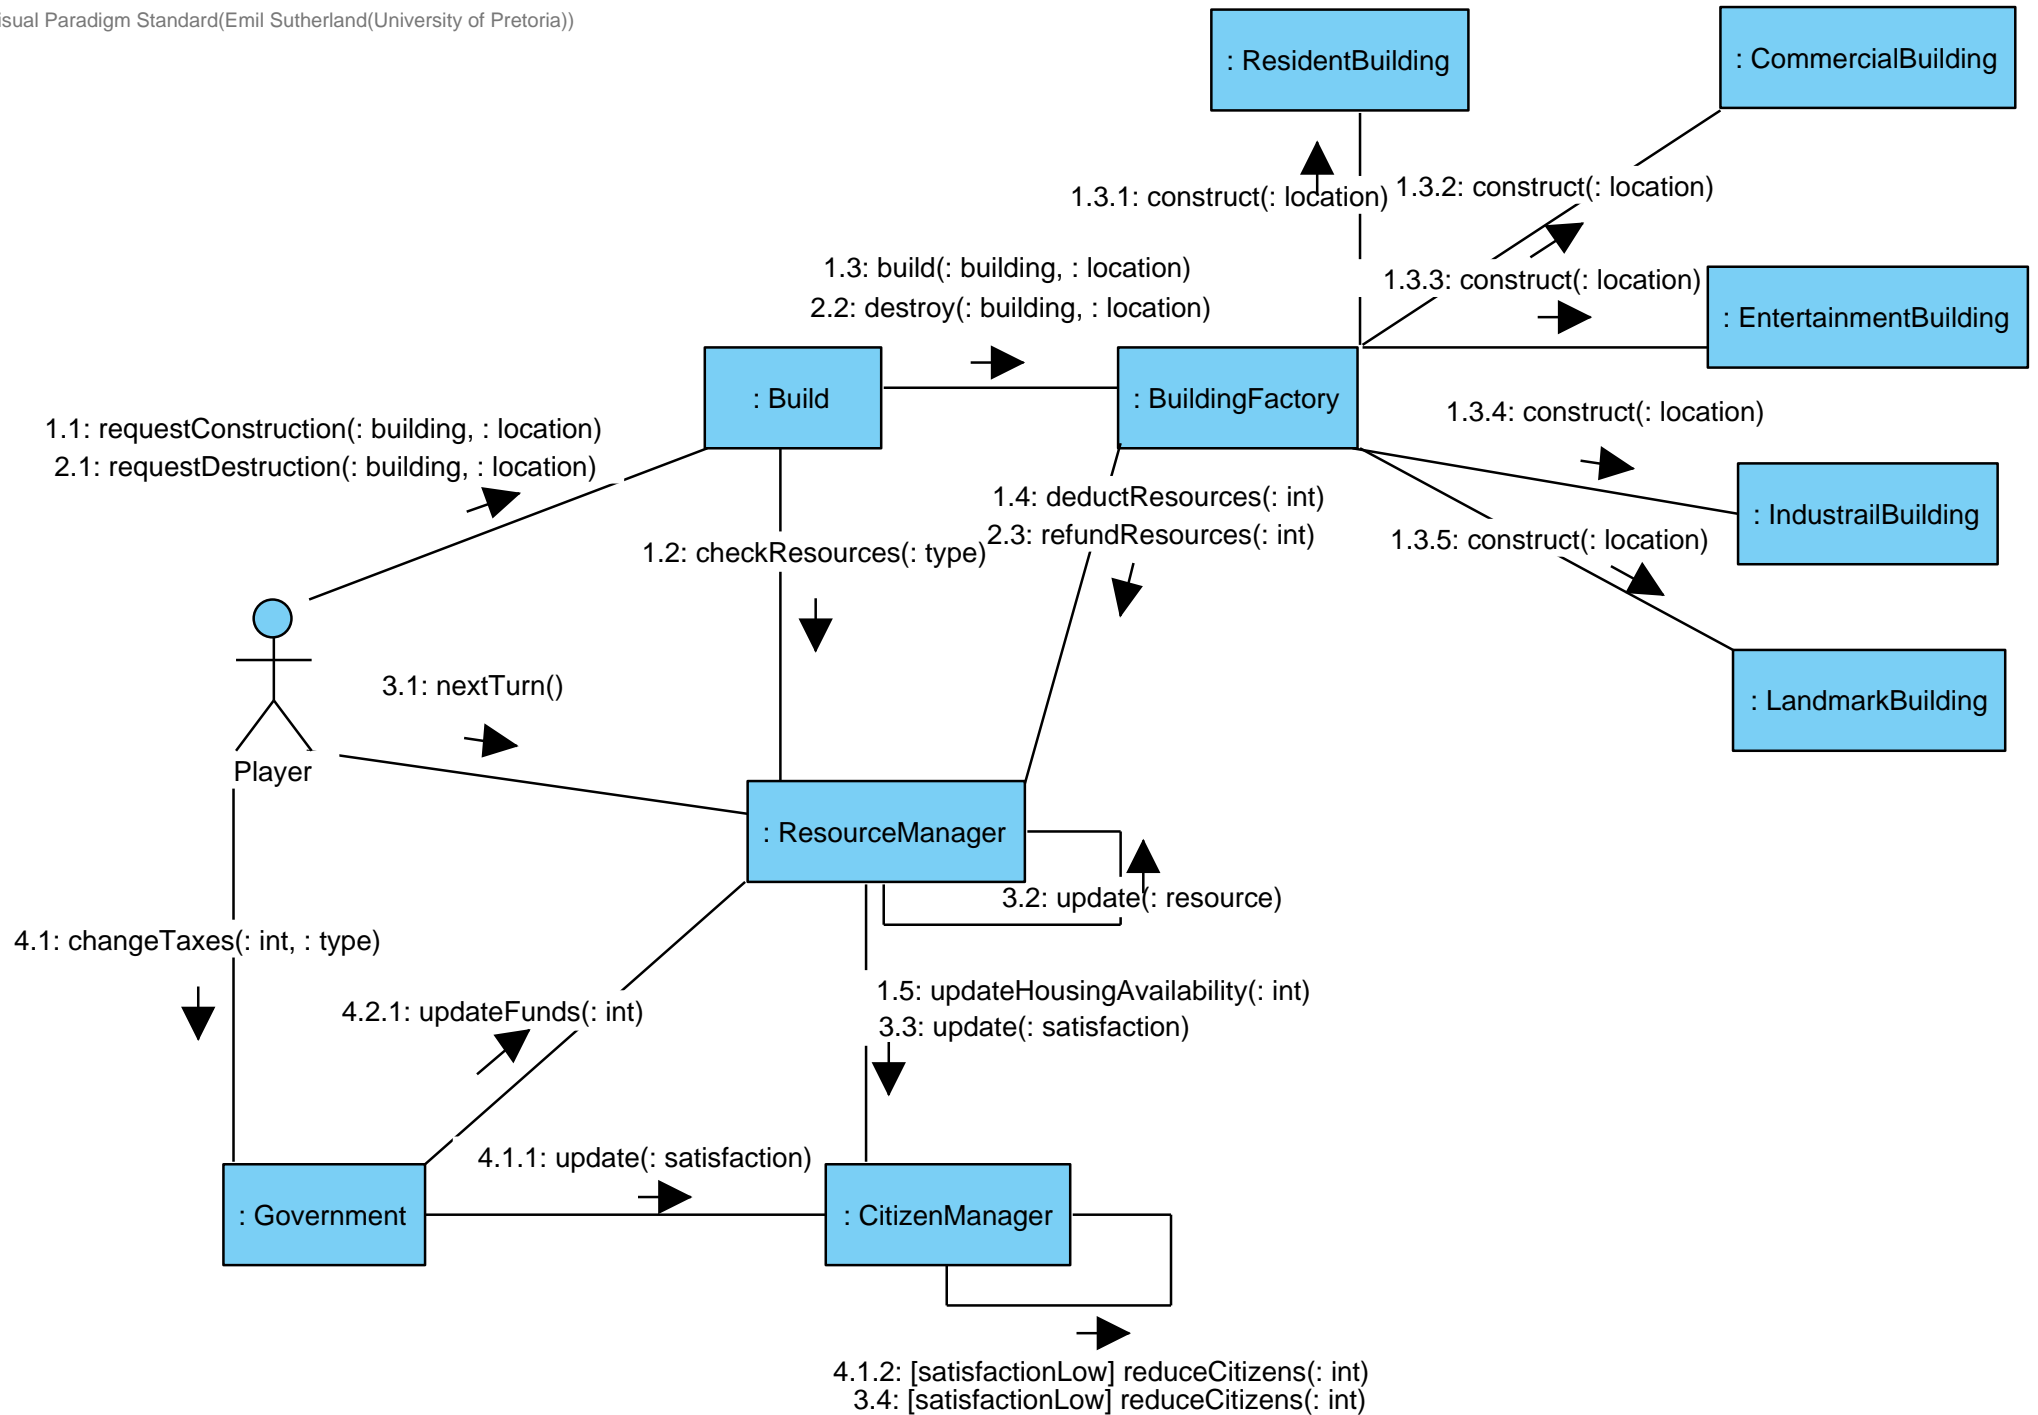 isual Paradigm Standard(Emil Sutherland(University of Pretoria))
: ResidentBuilding
: CommercialBuilding
1.3.1: construct(: location)
1.3.2: construct(: location)
1.3: build(: building, : location)
2.2: destroy(: building, : location)
1.3.3: construct(: location)
: EntertainmentBuilding
: Build
: BuildingFactory
1.1: requestConstruction(: building, : location)
2.1: requestDestruction(: building, : location)
1.3.4: construct(: location)
1.4: deductResources(: int)
2.3: refundResources(: int)
1.2: checkResources(: type)
: IndustrailBuilding
1.3.5: construct(: location)
3.1: nextTurn()
: LandmarkBuilding
Player
: ResourceManager
3.2: update(: resource)
4.1: changeTaxes(: int, : type)
4.2.1: updateFunds(: int)
1.5: updateHousingAvailability(: int)
3.3: update(: satisfaction)
4.1.1: update(: satisfaction)
: Government
: CitizenManager
4.1.2: [satisfactionLow] reduceCitizens(: int)
3.4: [satisfactionLow] reduceCitizens(: int)